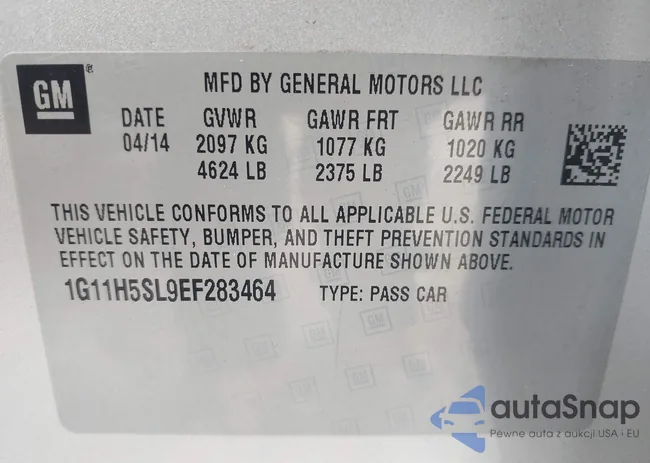 GM
MFD BY GENERAL MOTORS LLC
DATE GVWR GAWR FRT GAWR RR
04/14 2097 KG 1077 KG 1020 KG
4624 LB 2375 LB 2249 LB
THIS VEHICLE CONFORMS TO ALL APPLICABLE U.S. FEDERAL MOTOR
VEHICLE SAFETY, BUMPER, AND THEFT PREVENTION STANDARDS IN
EFFECT ON THE DATE OF MANUFACTURE SHOWN ABOVE.
1G11H5SL9EF283464 TYPE: PASS CAR
autoSnap
Pewne auta z aukcji USA i EU